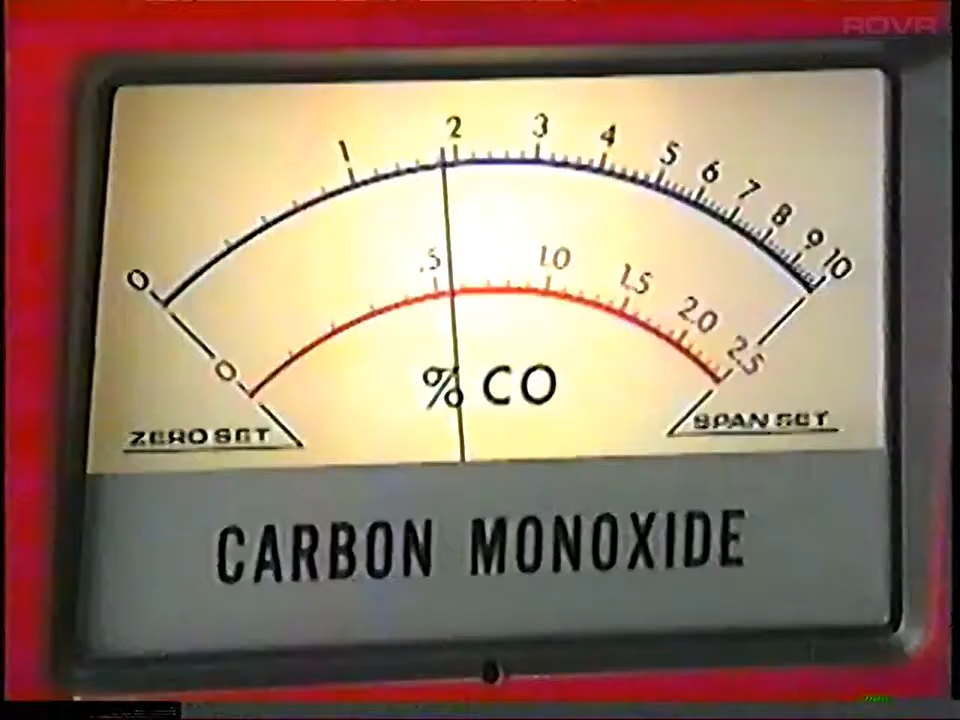 ROVR
1 2 3 4 5 6 7 8 9 10
0
.5 1.0 1.5 2.0 2.5
0
% CO
ZERO SET SPAN SET
CARBON MONOXIDE